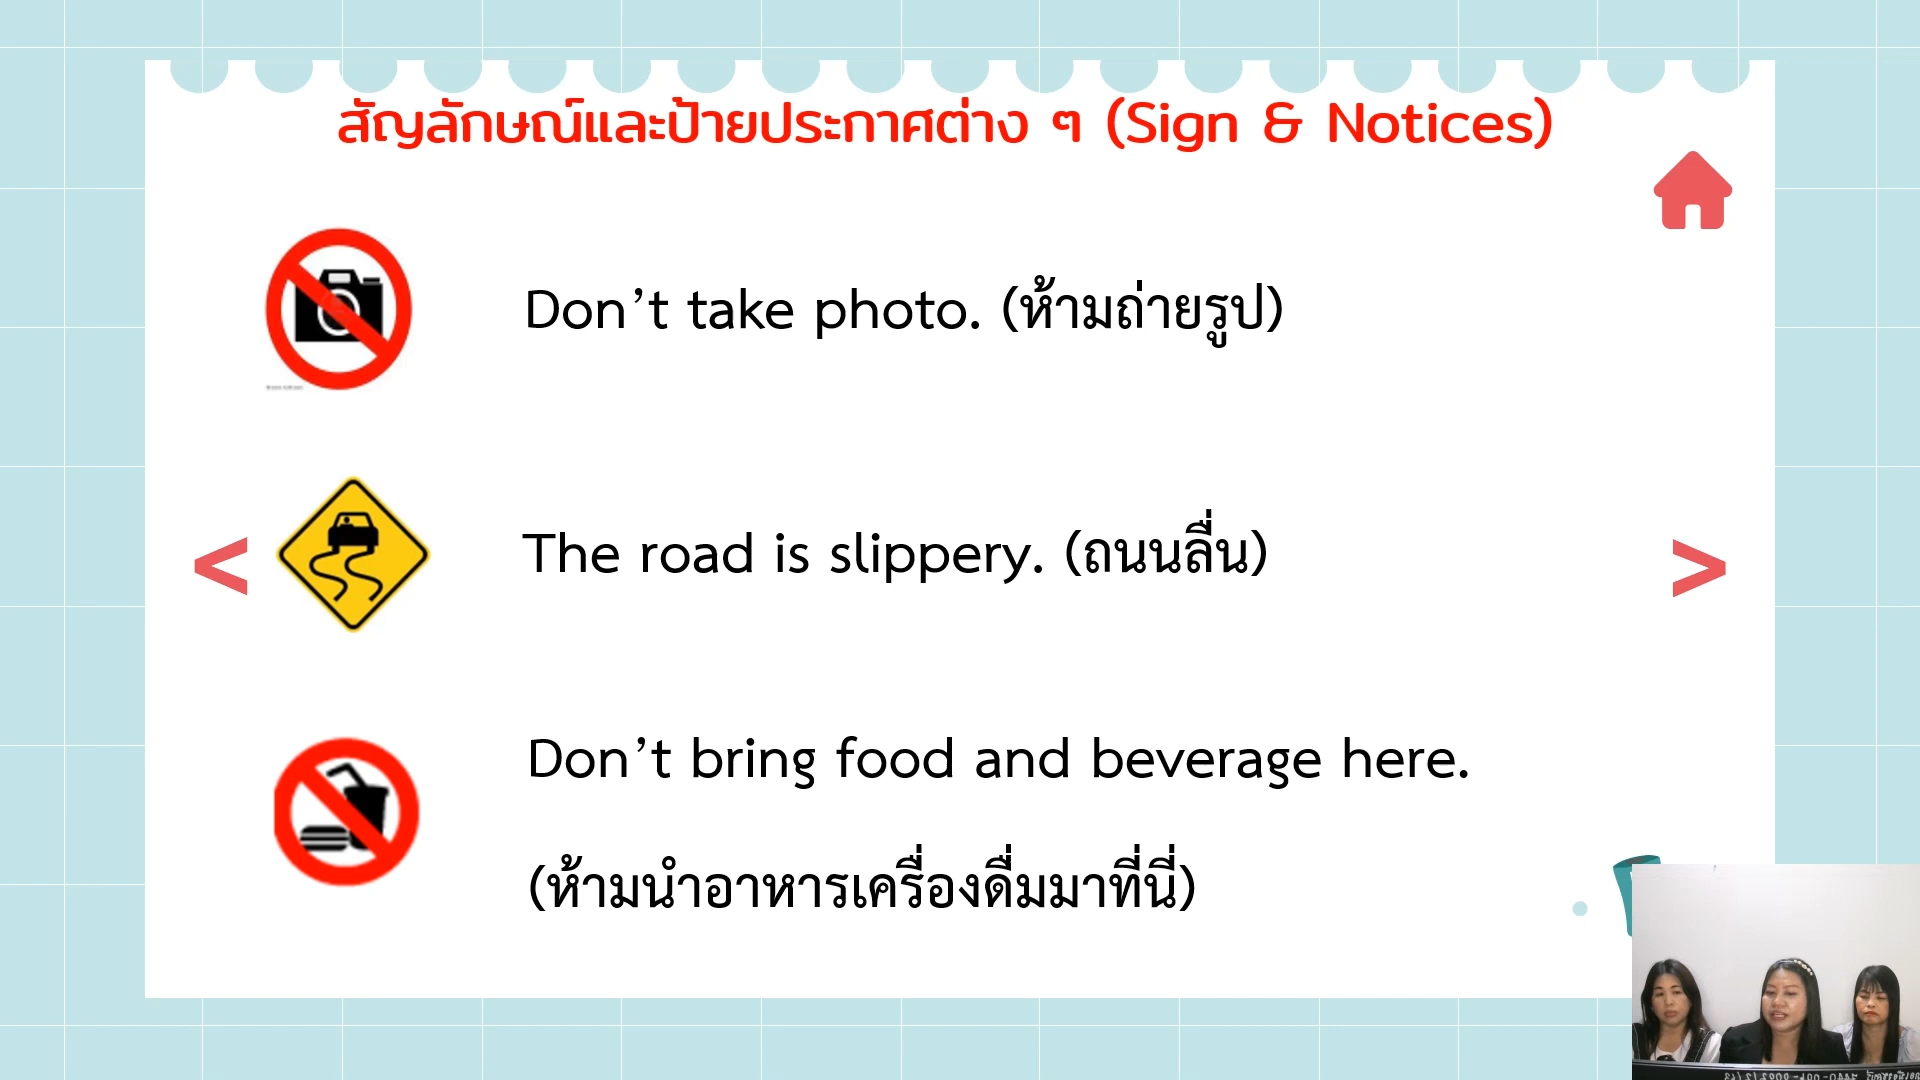 สัญลักษณ์และป้ายประกาศต่าง ๆ (Sign & Notices)
Don’t take photo. (ห้ามถ่ายรูป)
<
The road is slippery. (ถนนลื่น)
>
Don’t bring food and beverage here.
(ห้ามนำอาหารเครื่องดื่มมาที่นี่)